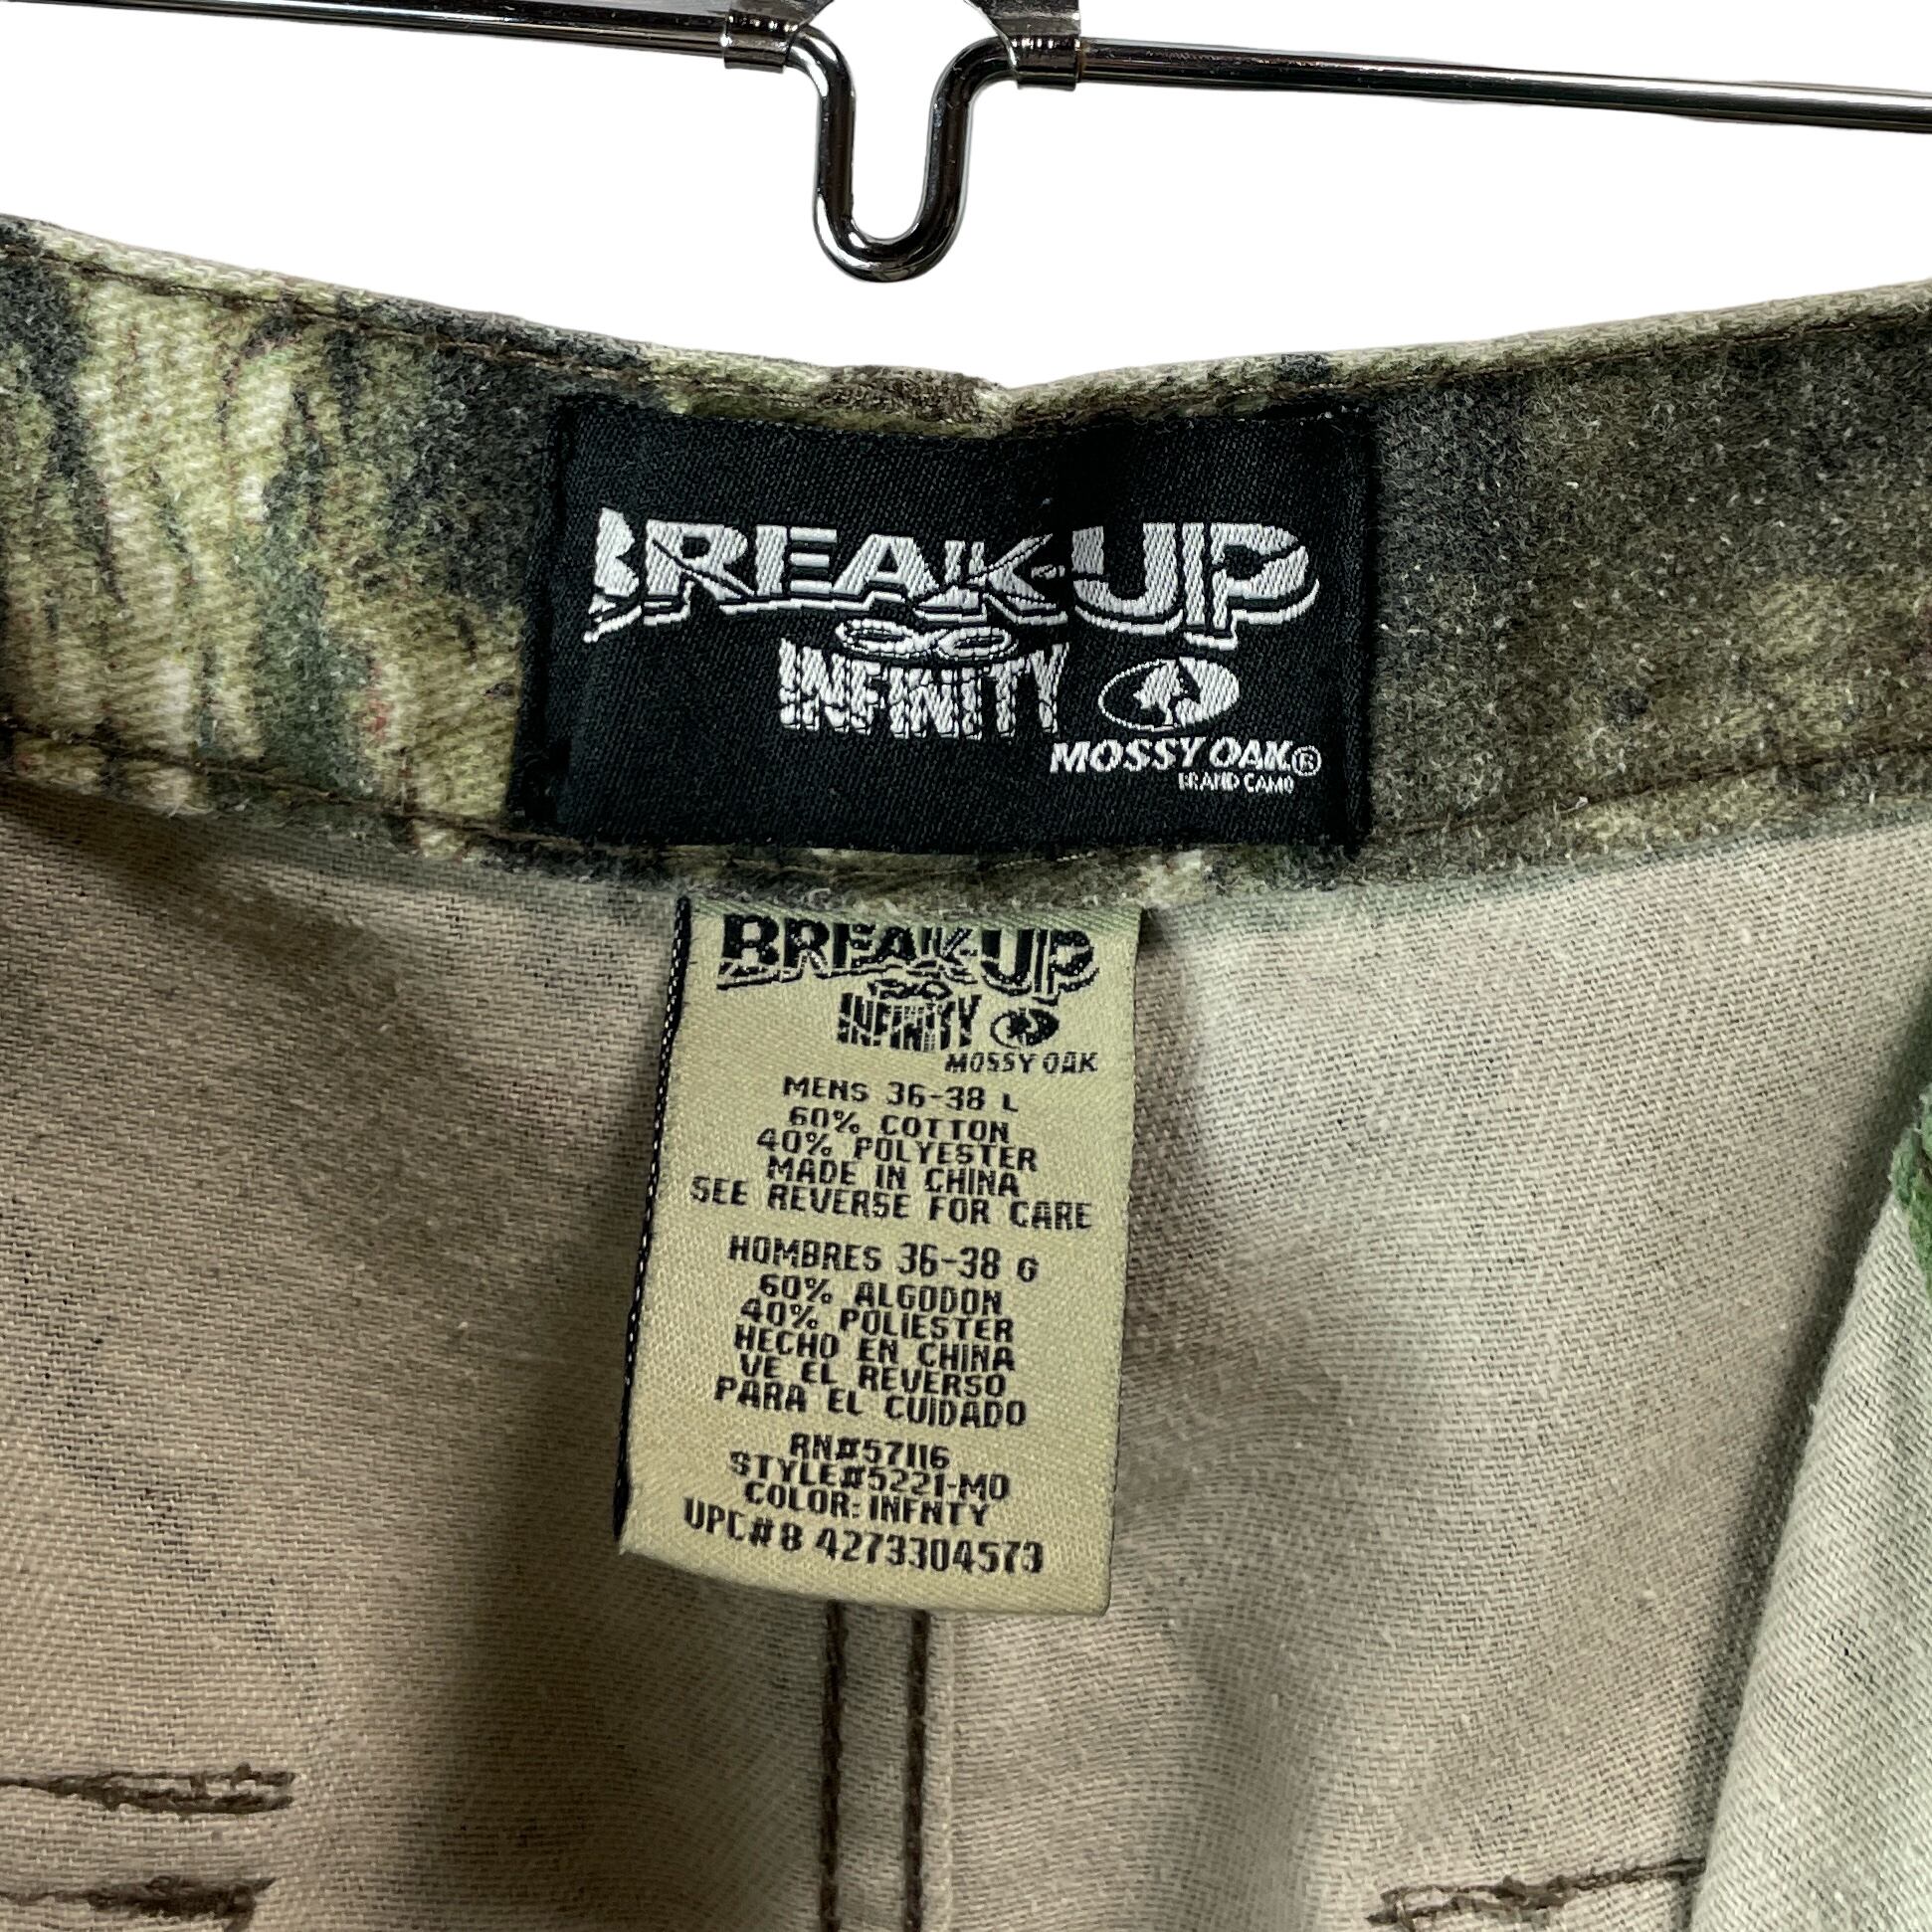 BREAK-UP
INFINITY
MOSSY OAK®
BRAND CAMO
BREAK-UP
INFINITY
MOSSY OAK
MENS 36-38 L
60% COTTON
40% POLYESTER
MADE IN CHINA
SEE REVERSE FOR CARE
HOMBRES 36-38 G
60% ALGODON
40% POLIESTER
HECHO EN CHINA
VE EL REVERSO
PARA EL CUIDADO
RN#57116
STYLE#5221-MO
COLOR: INFNTY
UPC# 8 4273304573